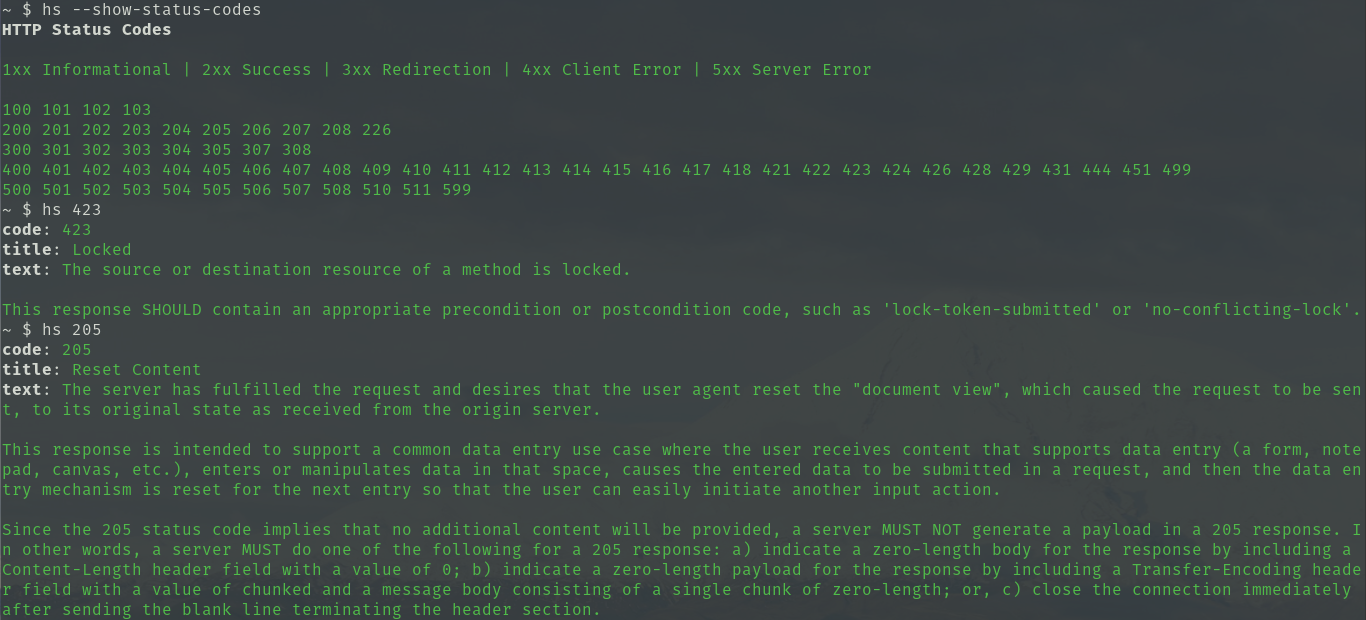 ~ $ hs --show-status-codes
HTTP Status Codes
1xx Informational | 2xx Success | 3xx Redirection | 4xx Client Error | 5xx Server Error
100 101 102 103
200 201 202 203 204 205 206 207 208 226
300 301 302 303 304 305 307 308
400 401 402 403 404 405 406 407 408 409 410 411 412 413 414 415 416 417 418 421 422 423 424 426 428 429 431 444 451 499
500 501 502 503 504 505 506 507 508 510 511 599
~ $ hs 423
code: 423
title: Locked
text: The source or destination resource of a method is locked.
This response SHOULD contain an appropriate precondition or postcondition code, such as 'lock-token-submitted' or 'no-conflicting-lock'.
~ $ hs 205
code: 205
title: Reset Content
text: The server has fulfilled the request and desires that the user agent reset the "document view", which caused the request to be sen
t, to its original state as received from the origin server.
This response is intended to support a common data entry use case where the user receives content that supports data entry (a form, note
pad, canvas, etc.), enters or manipulates data in that space, causes the entered data to be submitted in a request, and then the data en
try mechanism is reset for the next entry so that the user can easily initiate another input action.
Since the 205 status code implies that no additional content will be provided, a server MUST NOT generate a payload in a 205 response. I
n other words, a server MUST do one of the following for a 205 response: a) indicate a zero-length body for the response by including a
Content-Length header field with a value of 0; b) indicate a zero-length payload for the response by including a Transfer-Encoding heade
r field with a value of chunked and a message body consisting of a single chunk of zero-length; or, c) close the connection immediately
after sending the blank line terminating the header section.